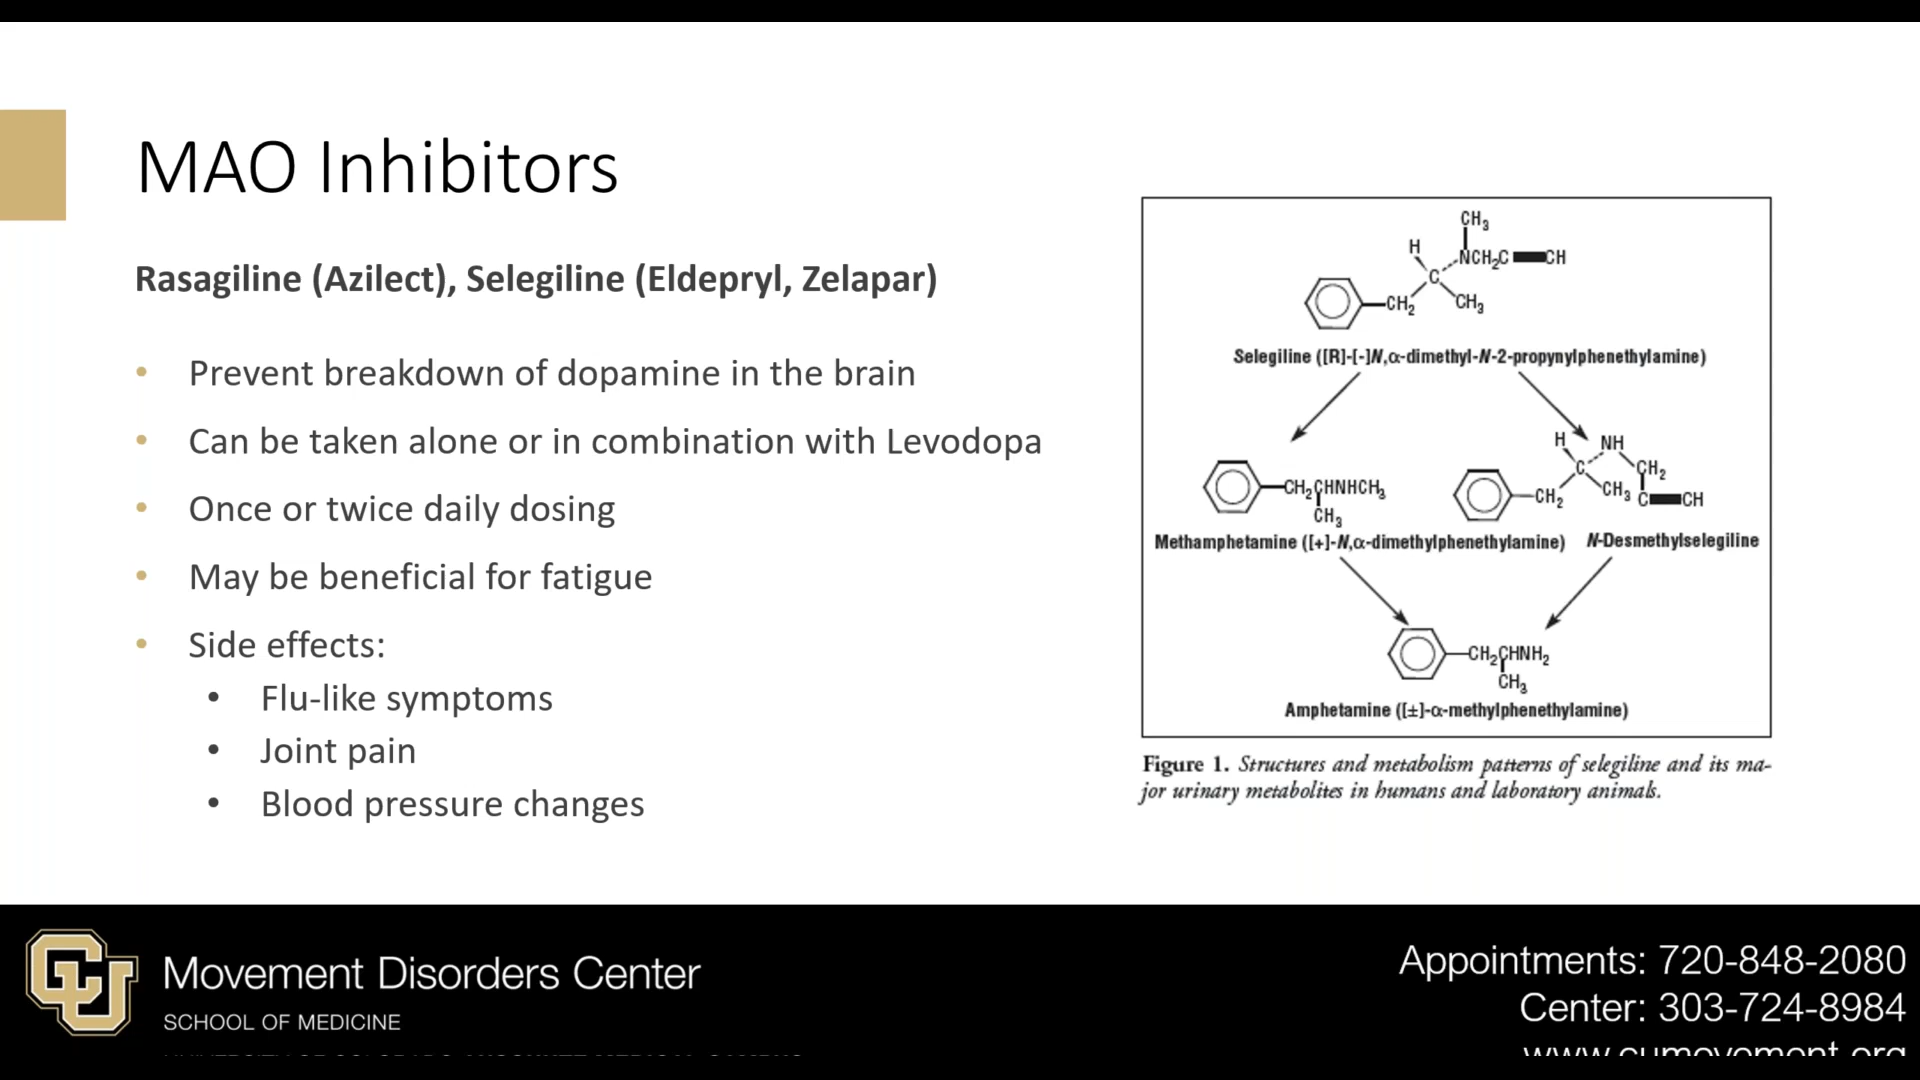 MAO Inhibitors
Rasagiline (Azilect), Selegiline (Eldepryl, Zelapar)
• Prevent breakdown of dopamine in the brain
• Can be taken alone or in combination with Levodopa
• Once or twice daily dosing
• May be beneficial for fatigue
• Side effects:
• Flu-like symptoms
• Joint pain
• Blood pressure changes
CH3
H
NCH2C CH
C
CH2 CH3
Selegiline ([R]-[-]N,α-dimethyl-N-2-propynylphenethylamine)
CH2CHNHCH3
CH3
H NH
C CH2
CH2 CH3 C CH
Methamphetamine ([+]-N,α-dimethylphenethylamine) N-Desmethylselegiline
CH2CHNH2
CH3
Amphetamine ([±]-α-methylphenethylamine)
Figure 1. Structures and metabolism patterns of selegiline and its ma-
jor urinary metabolites in humans and laboratory animals.
CU
Movement Disorders Center
SCHOOL OF MEDICINE
Appointments: 720-848-2080
Center: 303-724-8984
www.cumovement.org